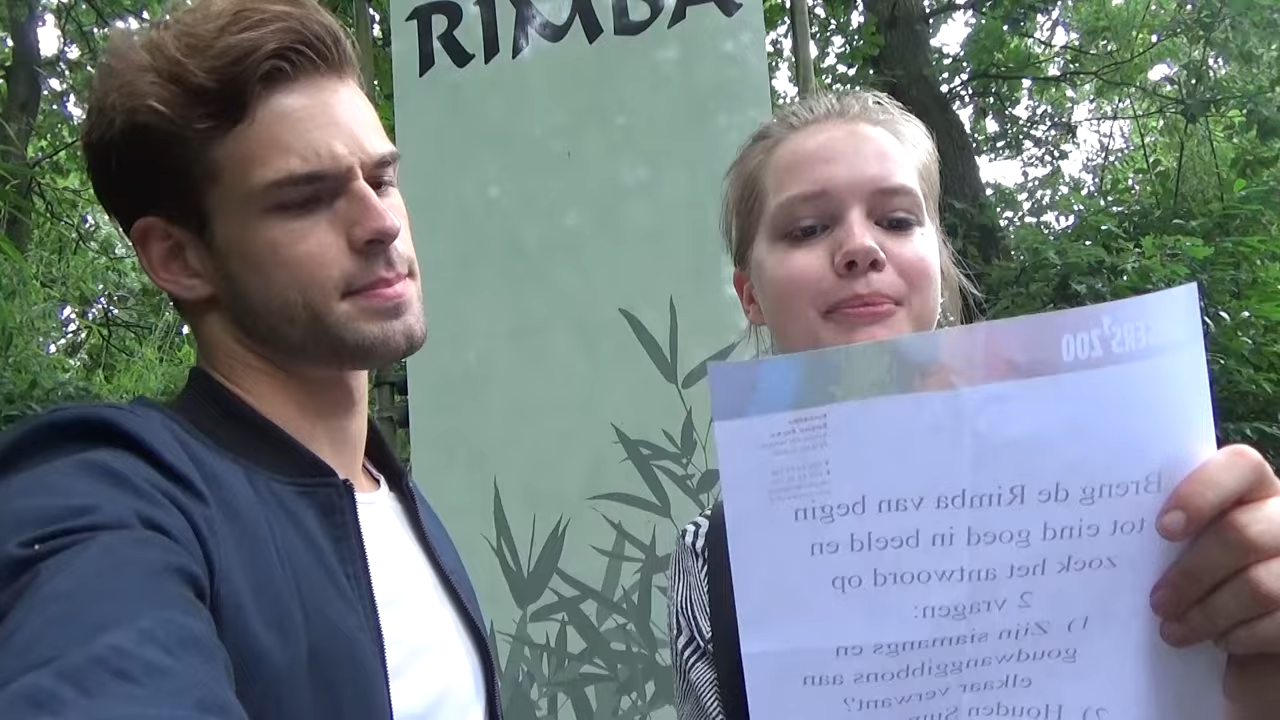 RIMBA
ERS' ZOO
Breng de Rimba van begin
tot eind goed in beeld en
zoek het antwoord op
2 vragen:
1) Zijn siamangs en
goudwanggibbons aan
elkaar verwant?
2) Houden